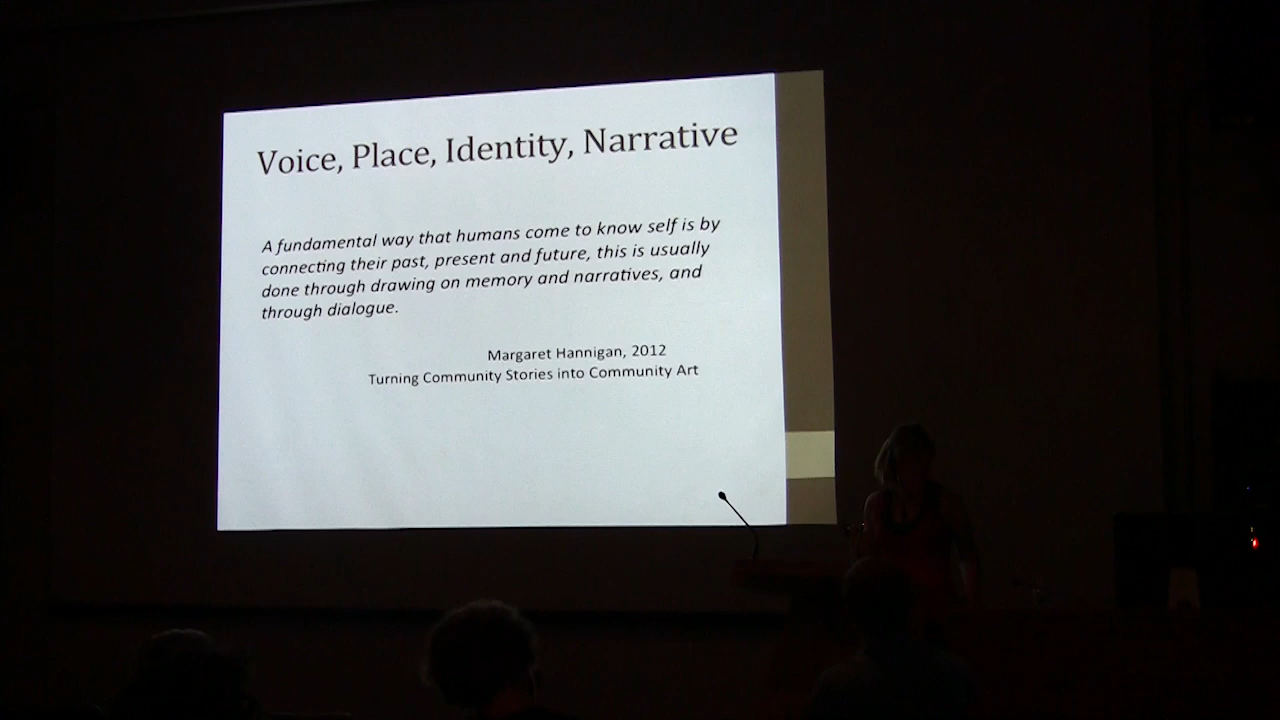 Voice, Place, Identity, Narrative
A fundamental way that humans come to know self is by
connecting their past, present and future, this is usually
done through drawing on memory and narratives, and
through dialogue.
Margaret Hannigan, 2012
Turning Community Stories into Community Art